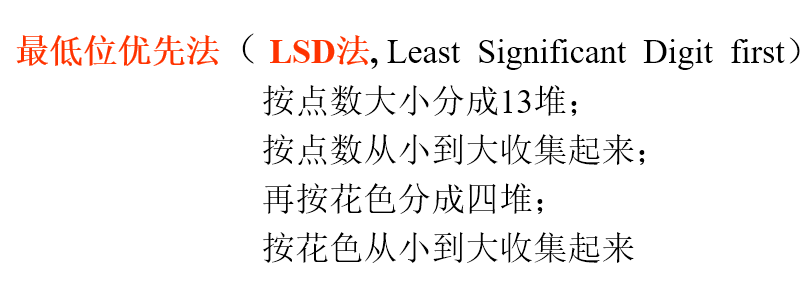 最低位优先法（ LSD法, Least Significant Digit first）
按点数大小分成13堆；
按点数从小到大收集起来；
再按花色分成四堆；
按花色从小到大收集起来